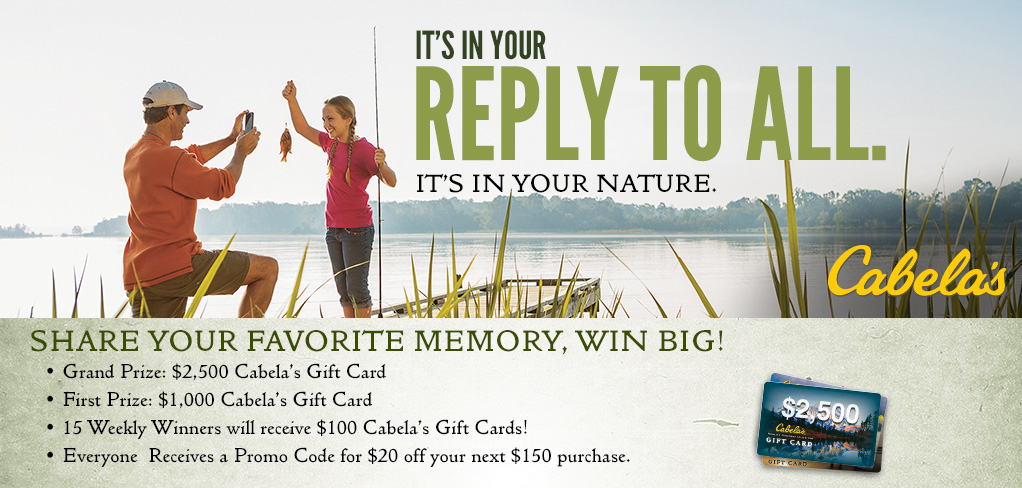 IT'S IN YOUR
REPLY TO ALL.
IT'S IN YOUR NATURE.
Cabela's
SHARE YOUR FAVORITE MEMORY, WIN BIG!
• Grand Prize: $2,500 Cabela's Gift Card
• First Prize: $1,000 Cabela's Gift Card
• 15 Weekly Winners will receive $100 Cabela's Gift Cards!
• Everyone  Receives a Promo Code for $20 off your next $150 purchase.
$2,500
Cabela's
GIFT CARD
GIFT CARD